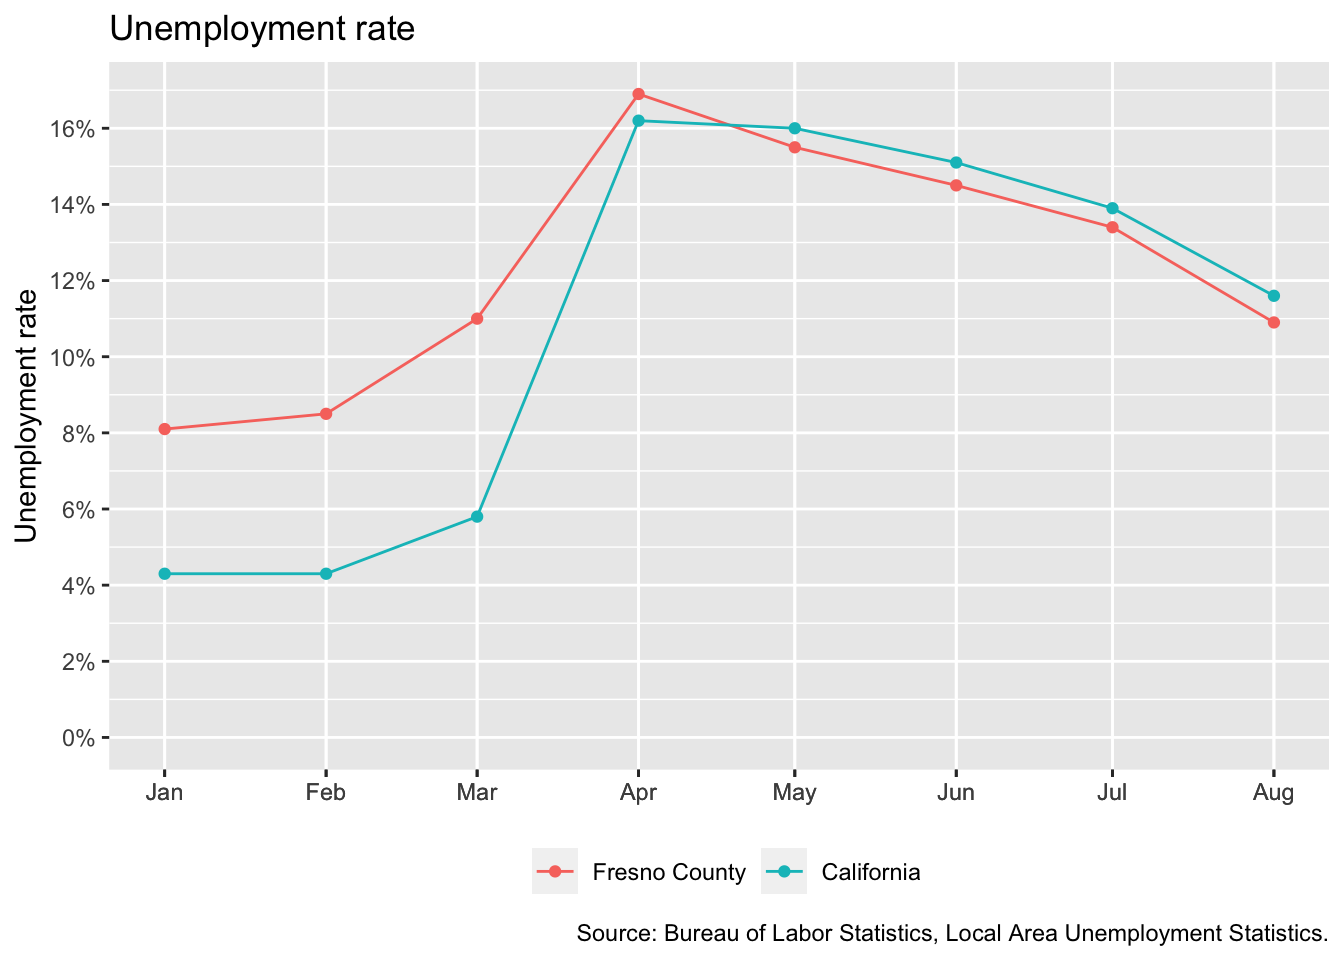 Unemployment rate
Unemployment rate
16%
14%
12%
10%
8%
6%
4%
2%
0%
Jan Feb Mar Apr May Jun Jul Aug
Fresno County California
Source: Bureau of Labor Statistics, Local Area Unemployment Statistics.